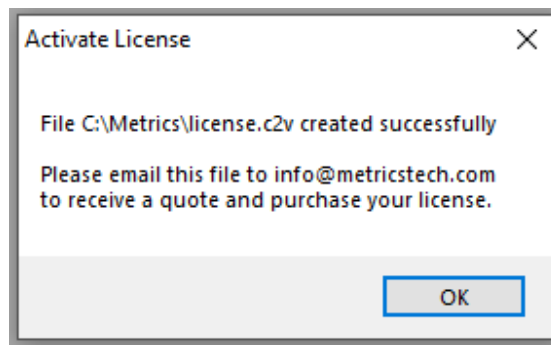 Activate License
File C:\Metrics\license.c2v created successfully
Please email this file to info@metricstech.com
to receive a quote and purchase your license.
OK